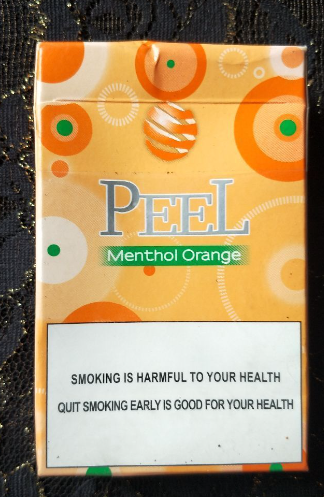 PEEL
Menthol Orange
SMOKING IS HARMFUL TO YOUR HEALTH
QUIT SMOKING EARLY IS GOOD FOR YOUR HEALTH